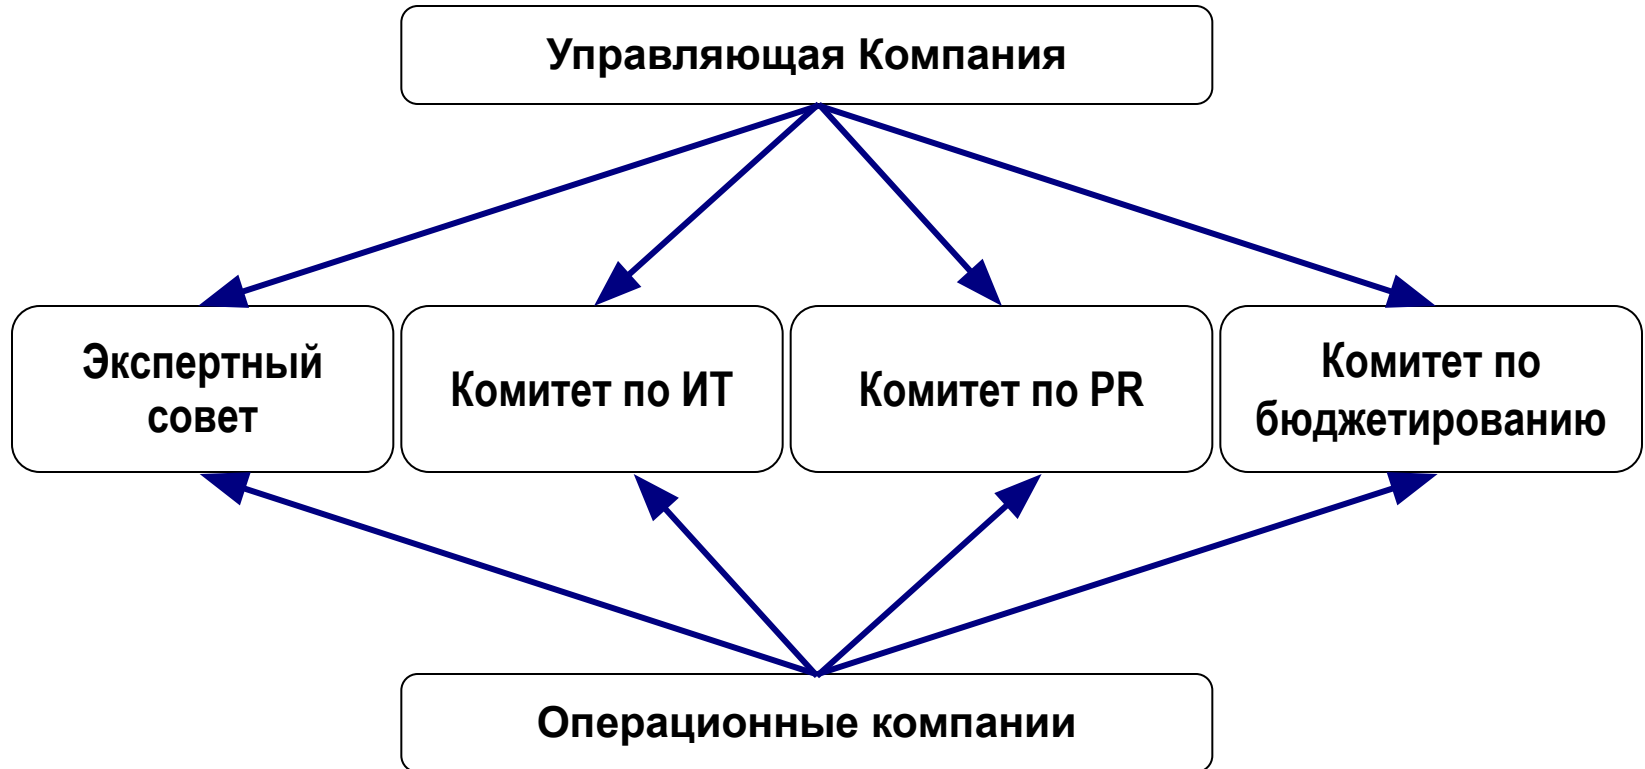 Управляющая Компания
Экспертный
совет
Комитет по ИТ
Комитет по PR
Комитет по
бюджетированию
Операционные компании